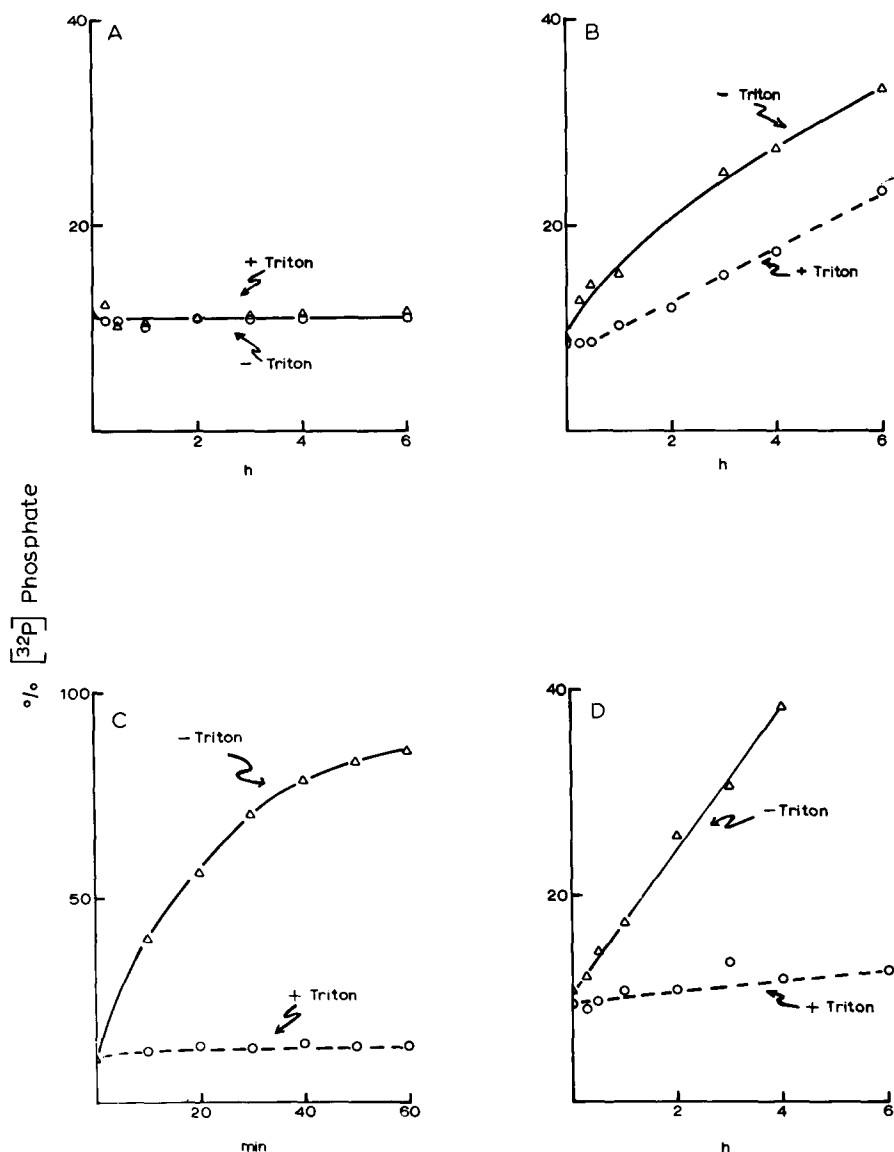 A
40
20
+ Triton
− Triton
2
4
6
h
B
40
20
− Triton
+ Triton
2
4
6
h
% [³²P] Phosphate
C
100
50
− Triton
+ Triton
20
40
60
min
D
40
20
− Triton
+ Triton
2
4
6
h